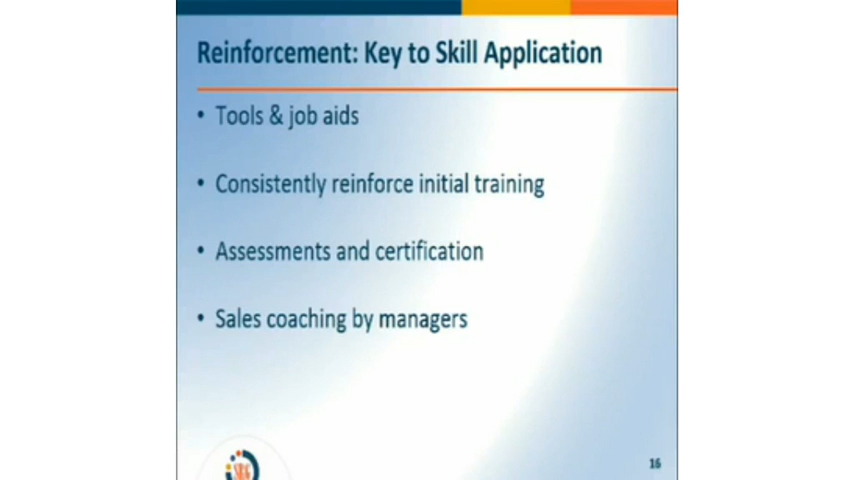 Reinforcement: Key to Skill Application
• Tools & job aids
• Consistently reinforce initial training
• Assessments and certification
• Sales coaching by managers
16